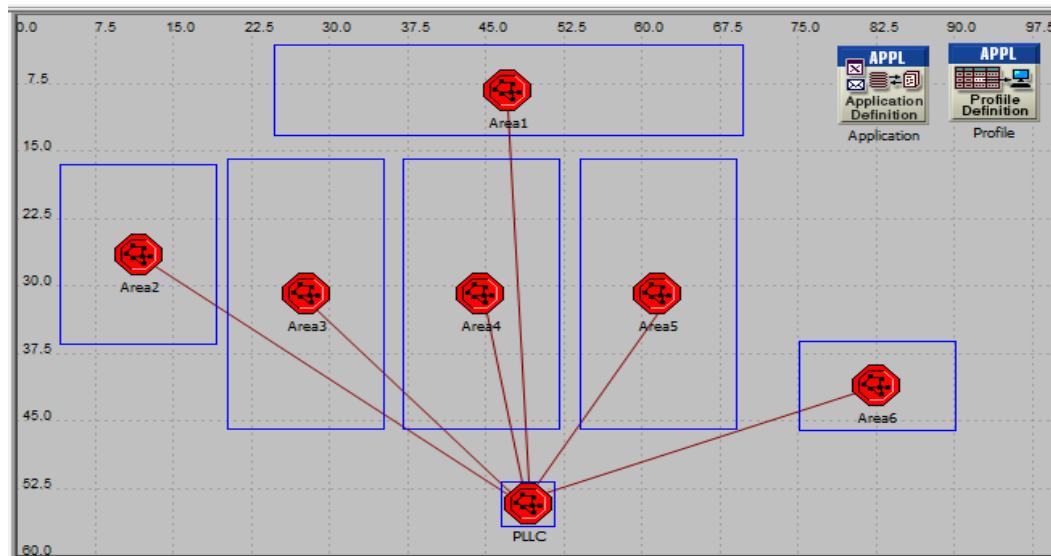 0.0 7.5 15.0 22.5 30.0 37.5 45.0 52.5 60.0 67.5 75.0 82.5 90.0 97.5
7.5
15.0
22.5
30.0
37.5
45.0
52.5
60.0
APPL
Application
Definition
Application
APPL
Profiile
Definition
Profile
Area1
Area2
Area3
Area4
Area5
Area6
PLLC